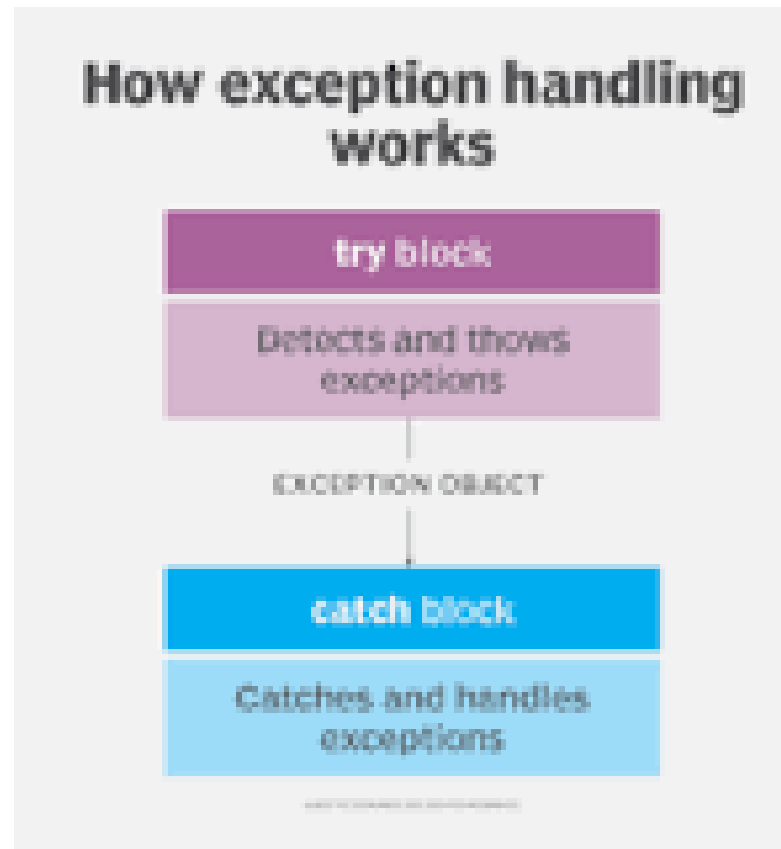 How exception handling
works
try block
Detects and thows
exceptions
EXCEPTION OBJECT
catch block
Catches and handles
exceptions